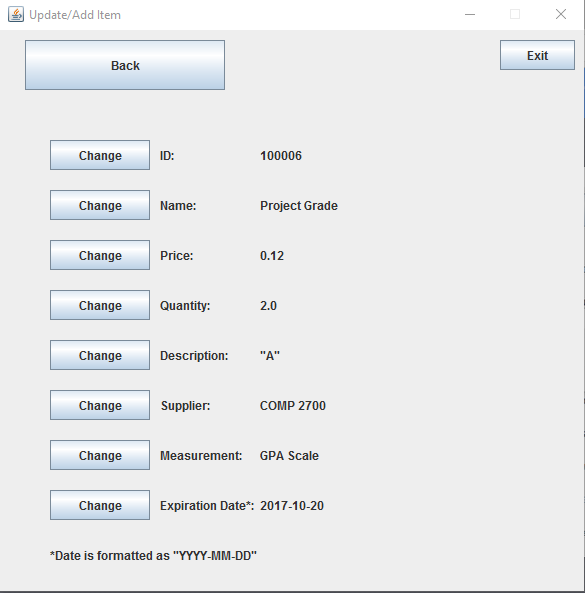 Update/Add Item
Back
Exit
Change ID: 100006
Change Name: Project Grade
Change Price: 0.12
Change Quantity: 2.0
Change Description: "A"
Change Supplier: COMP 2700
Change Measurement: GPA Scale
Change Expiration Date*: 2017-10-20
*Date is formatted as "YYYY-MM-DD"